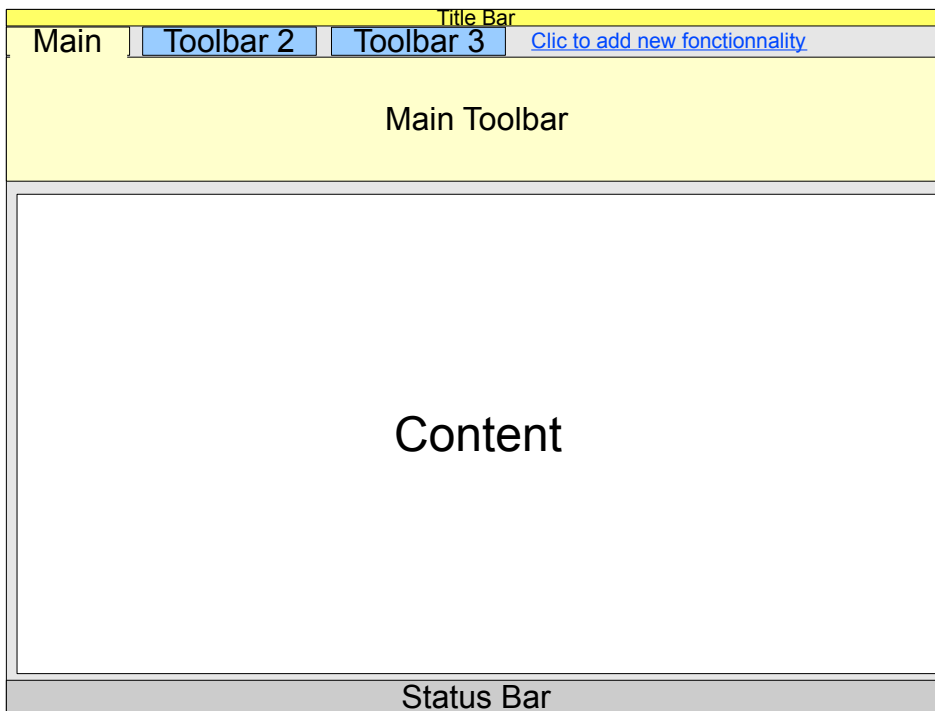 Title Bar
Main Toolbar 2 Toolbar 3 Clic to add new fonctionnality
Main Toolbar
Content
Status Bar